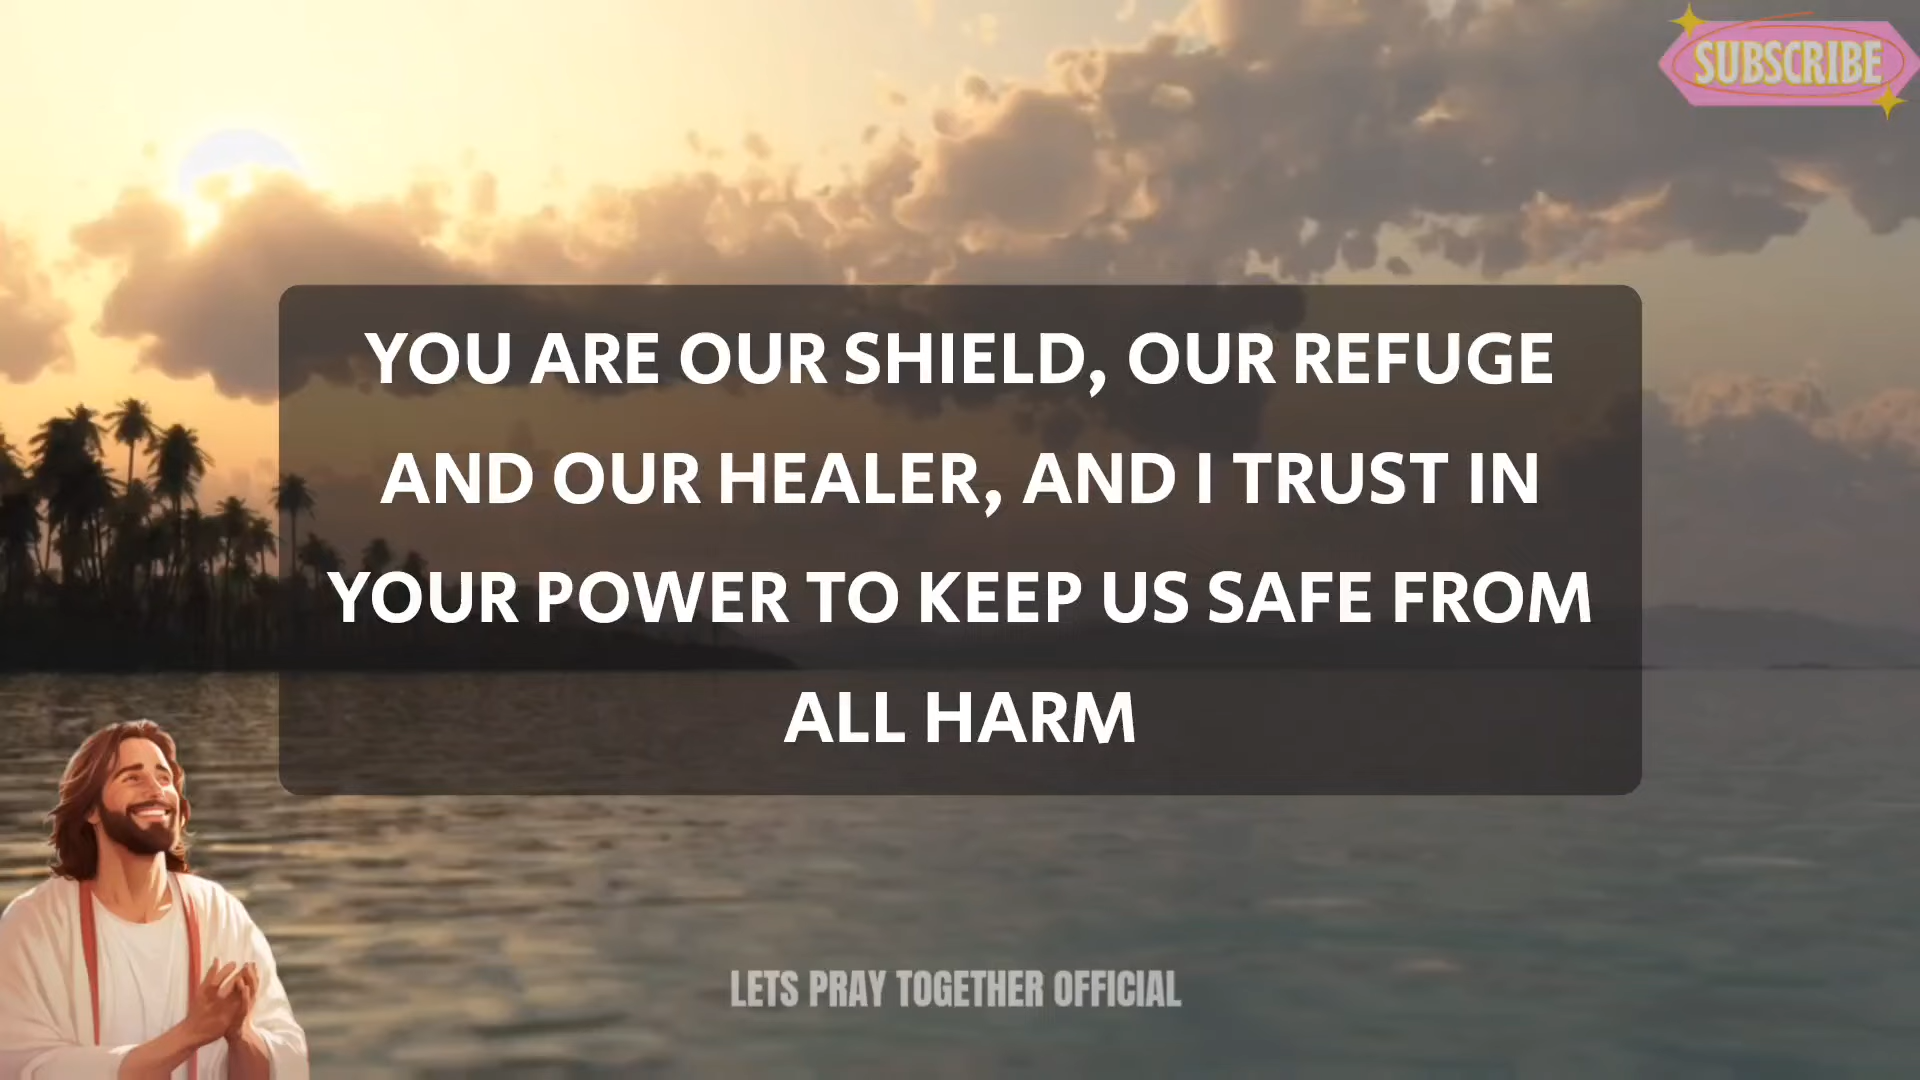 SUBSCRIBE
YOU ARE OUR SHIELD, OUR REFUGE
AND OUR HEALER, AND I TRUST IN
YOUR POWER TO KEEP US SAFE FROM
ALL HARM
LETS PRAY TOGETHER OFFICIAL